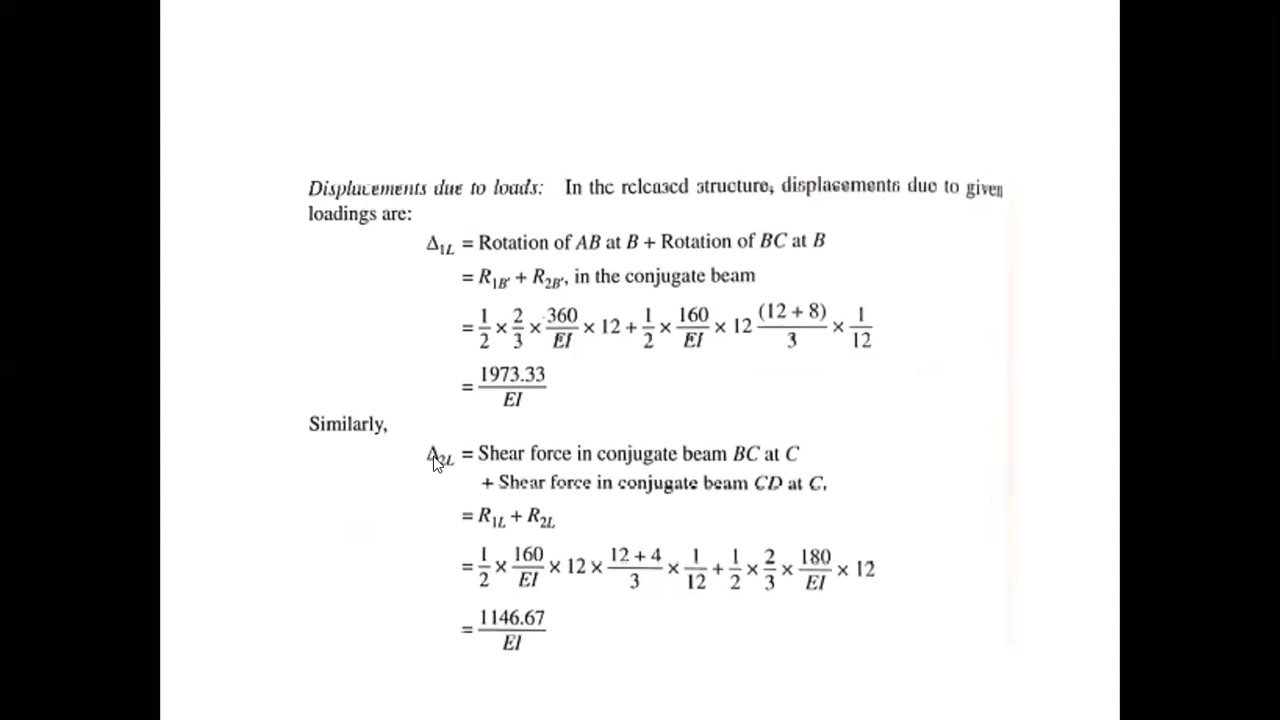 Displacements due to loads: In the released structure, displacements due to given
loadings are:
Δ1L = Rotation of AB at B + Rotation of BC at B
= R1B' + R2B', in the conjugate beam
= 1/2 × 2/3 × 360/EI × 12 + 1/2 × 160/EI × 12 (12 + 8)/3 × 1/12
= 1973.33/EI
Similarly,
Δ2L = Shear force in conjugate beam BC at C
+ Shear force in conjugate beam CD at C.
= R1L + R2L
= 1/2 × 160/EI × 12 × 12 + 4/3 × 1/12 + 1/2 × 2/3 × 180/EI × 12
= 1146.67/EI